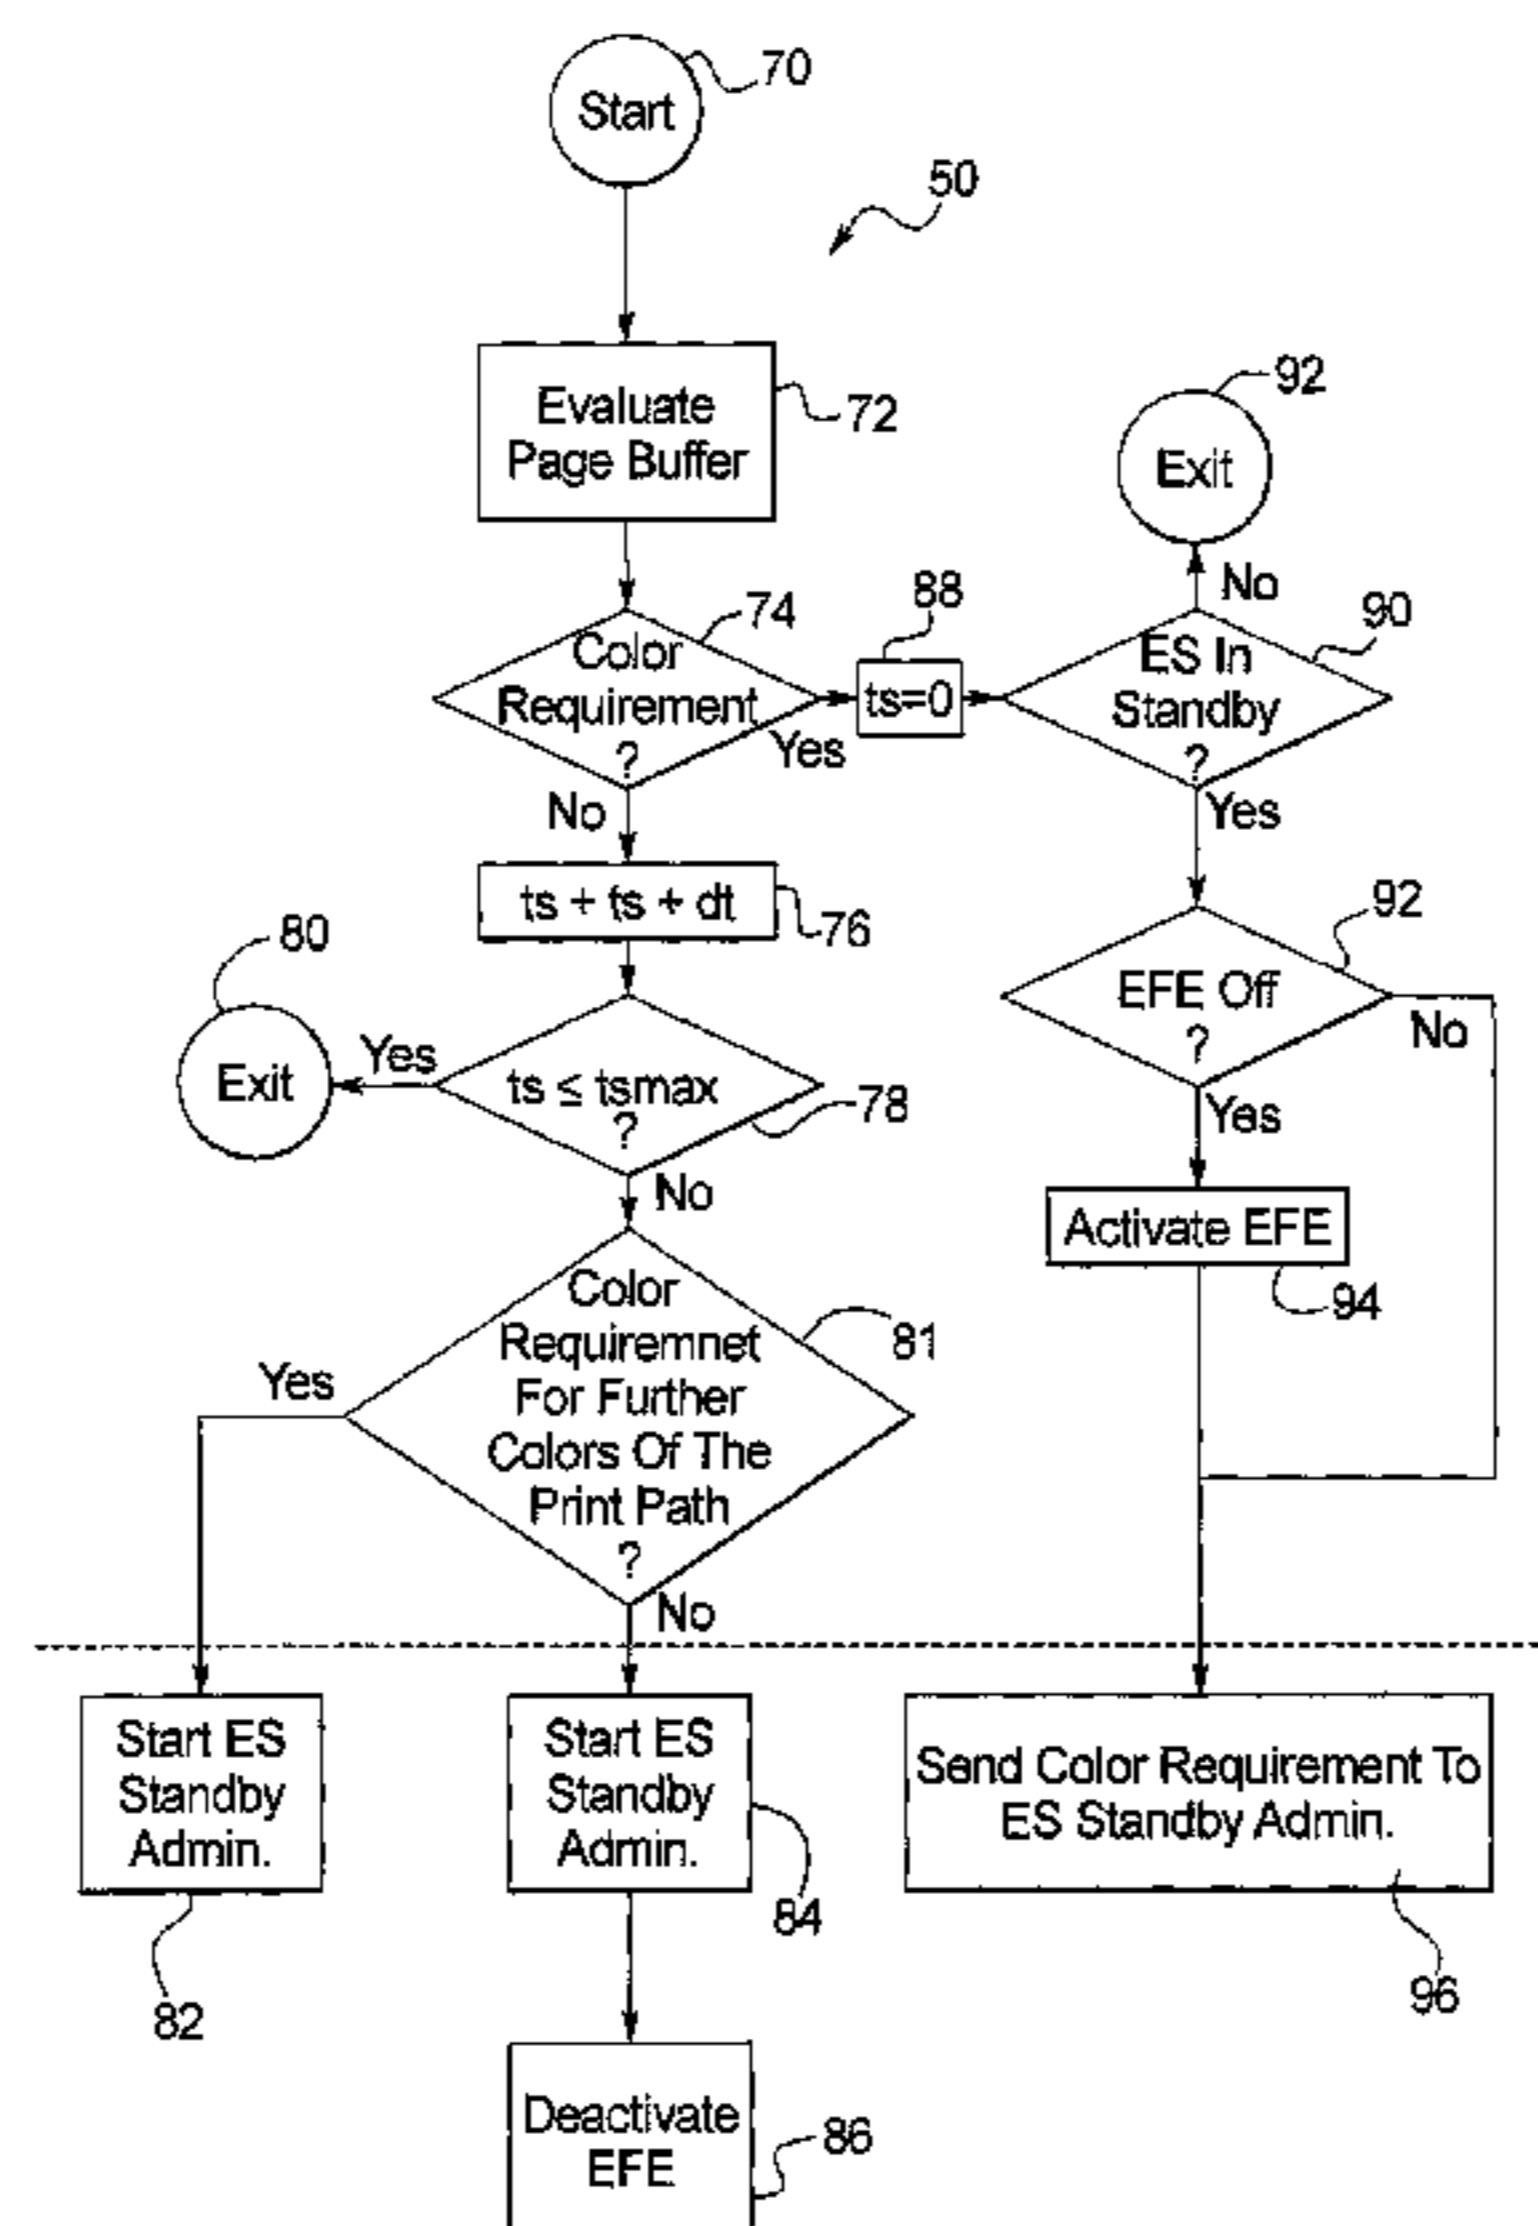 70
Start
50
Evaluate
Page Buffer
72
92
Exit
No
74
88
90
Color
Requirement
?
Yes
ts=0
ES In
Standby
?
Yes
No
ts + ts + dt
76
92
80
EFE Off
?
No
Yes
Exit
Yes
ts ≤ tsmax
?
78
No
Activate EFE
94
Color
Requiremnet
For Further
Colors Of The
Print Path
?
81
Yes
No
Start ES
Standby
Admin.
82
Start ES
Standby
Admin.
84
Send Color Requirement To
ES Standby Admin.
96
Deactivate
EFE
86